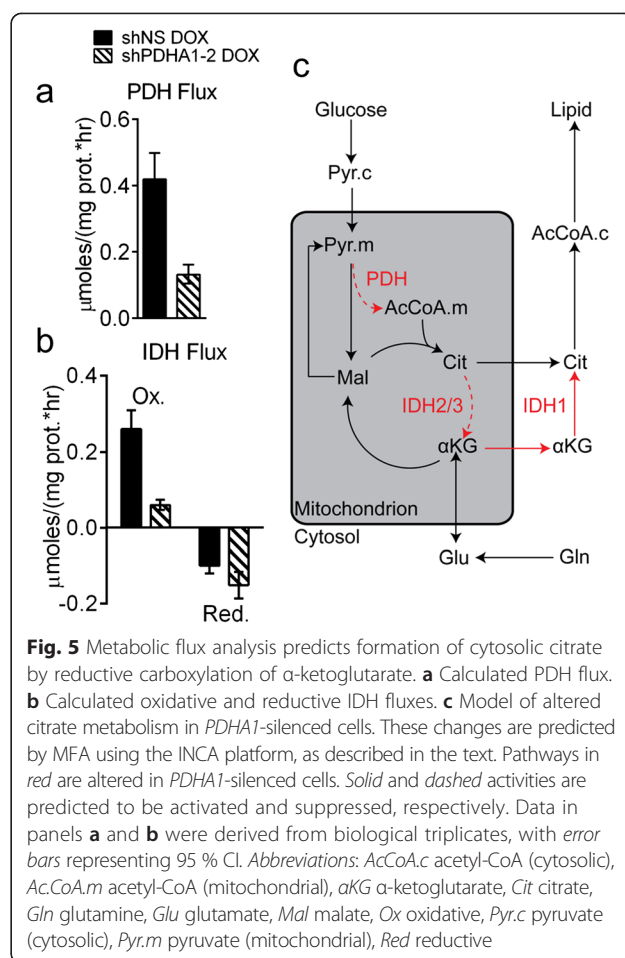 shNS DOX
shPDHA1-2 DOX
a
PDH Flux
µmoles/(mg prot.*hr)
0.6
0.4
0.2
0.0
b
IDH Flux
µmoles/(mg prot.*hr)
0.4
0.2
0.0
-0.2
Ox.
Red.
c
Glucose
Lipid
Pyr.c
AcCoA.c
Pyr.m
PDH
AcCoA.m
Cit
Cit
Mal
IDH2/3
IDH1
αKG
αKG
Mitochondrion
Cytosol
Glu
Gln
Fig. 5 Metabolic flux analysis predicts formation of cytosolic citrate
by reductive carboxylation of α-ketoglutarate. a Calculated PDH flux.
b Calculated oxidative and reductive IDH fluxes. c Model of altered
citrate metabolism in PDHA1-silenced cells. These changes are predicted
by MFA using the INCA platform, as described in the text. Pathways in
red are altered in PDHA1-silenced cells. Solid and dashed activities are
predicted to be activated and suppressed, respectively. Data in
panels a and b were derived from biological triplicates, with error
bars representing 95 % CI. Abbreviations: AcCoA.c acetyl-CoA (cytosolic),
Ac.CoA.m acetyl-CoA (mitochondrial), αKG α-ketoglutarate, Cit citrate,
Gln glutamine, Glu glutamate, Mal malate, Ox oxidative, Pyr.c pyruvate
(cytosolic), Pyr.m pyruvate (mitochondrial), Red reductive